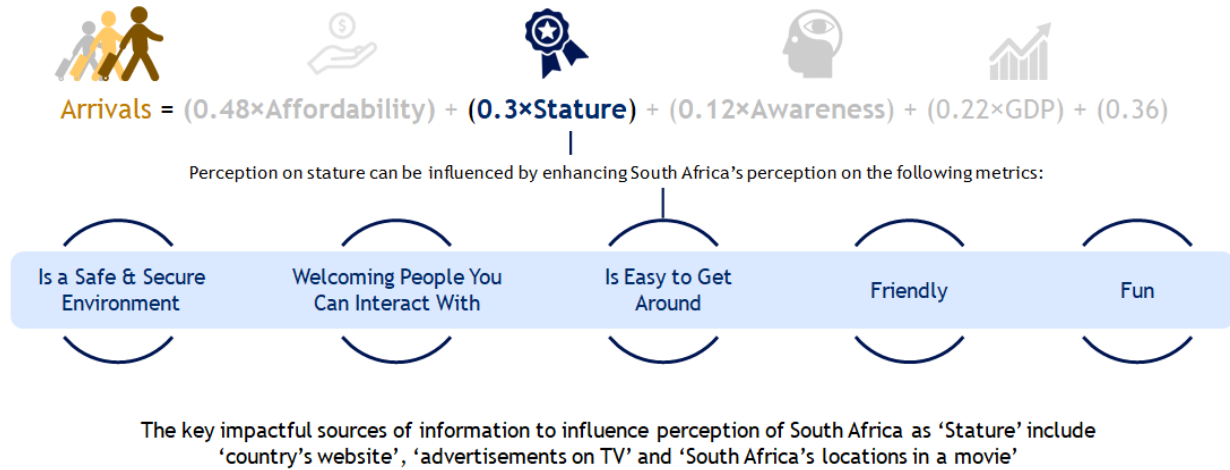 $
Arrivals = (0.48×Affordability) + (0.3×Stature) + (0.12×Awareness) + (0.22×GDP) + (0.36)
Perception on stature can be influenced by enhancing South Africa’s perception on the following metrics:
Is a Safe & Secure
Environment
Welcoming People You
Can Interact With
Is Easy to Get
Around
Friendly
Fun
The key impactful sources of information to influence perception of South Africa as ‘Stature’ include
‘country’s website’, ‘advertisements on TV’ and ‘South Africa’s locations in a movie’